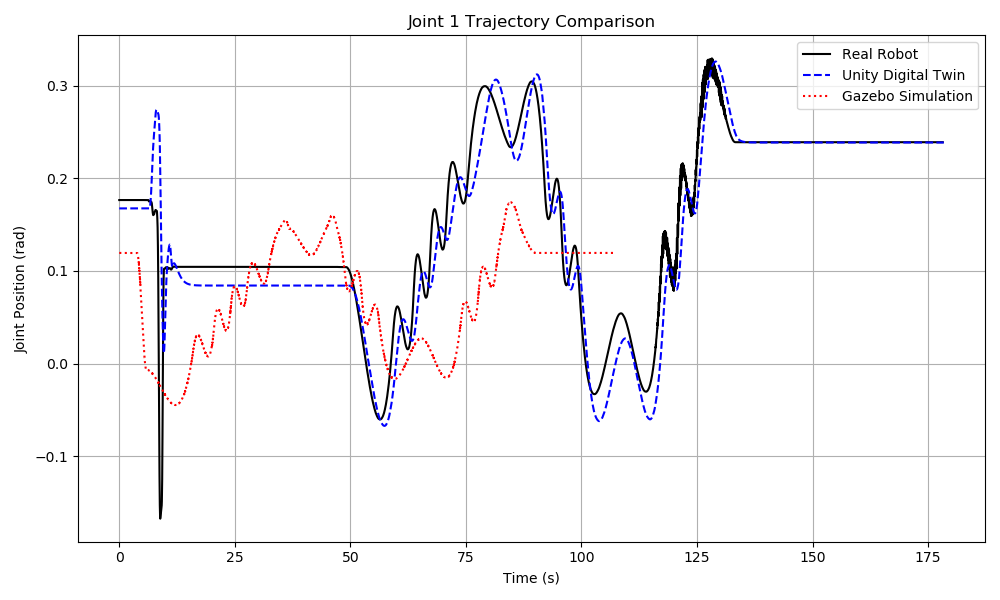 Joint 1 Trajectory Comparison
Real Robot
Unity Digital Twin
Gazebo Simulation
Joint Position (rad)
0.3
0.2
0.1
0.0
−0.1
0 25 50 75 100 125 150 175
Time (s)